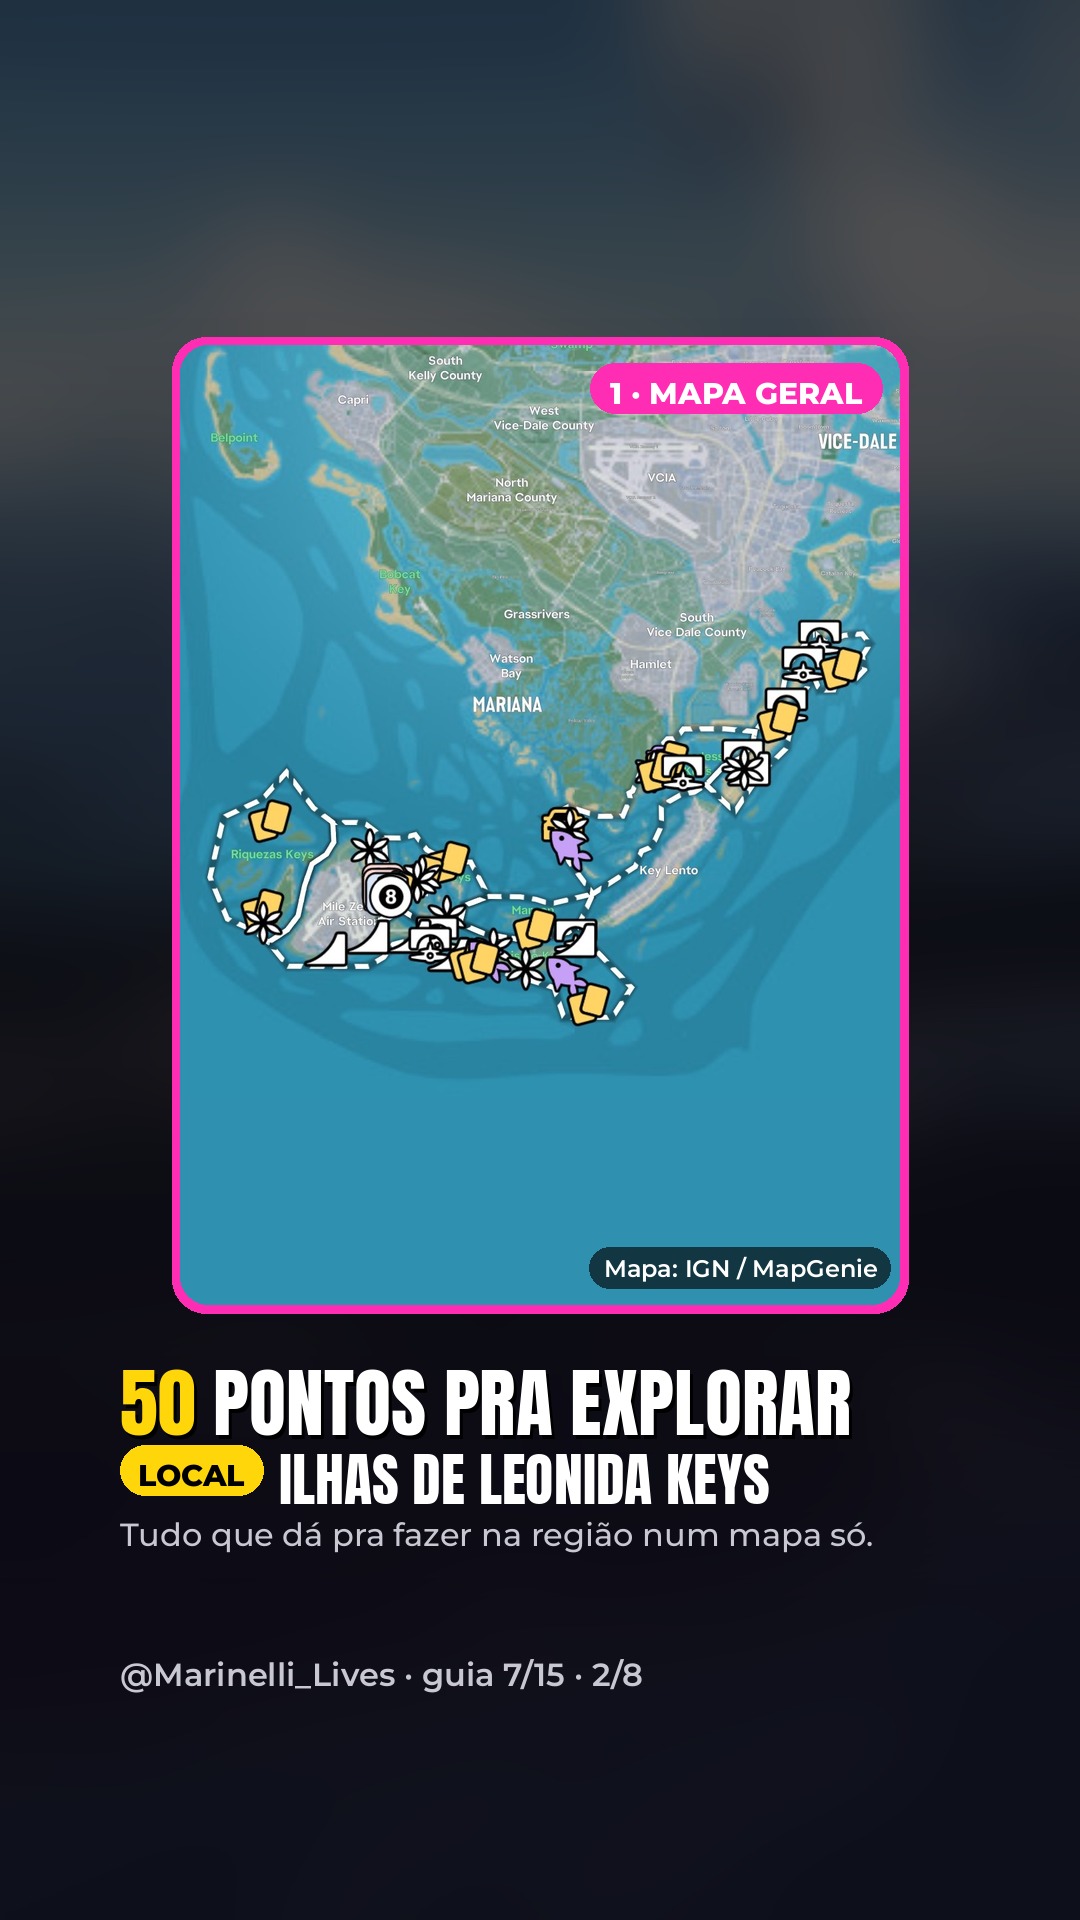 South
Kelly County
1 · MAPA GERAL
Capri
West
Vice-Dale County
Belpoint
VICE-DALE
VCIA
North
Mariana County
Bobcat
Key
Grassrivers
South
Vice Dale County
Watson
Bay
Hamlet
MARIANA
Riquezas Keys
Key Lento
8
Air Station
Mapa: IGN / MapGenie
50 PONTOS PRA EXPLORAR
LOCAL ILHAS DE LEONIDA KEYS
Tudo que dá pra fazer na região num mapa só.
@Marinelli_Lives · guia 7/15 · 2/8